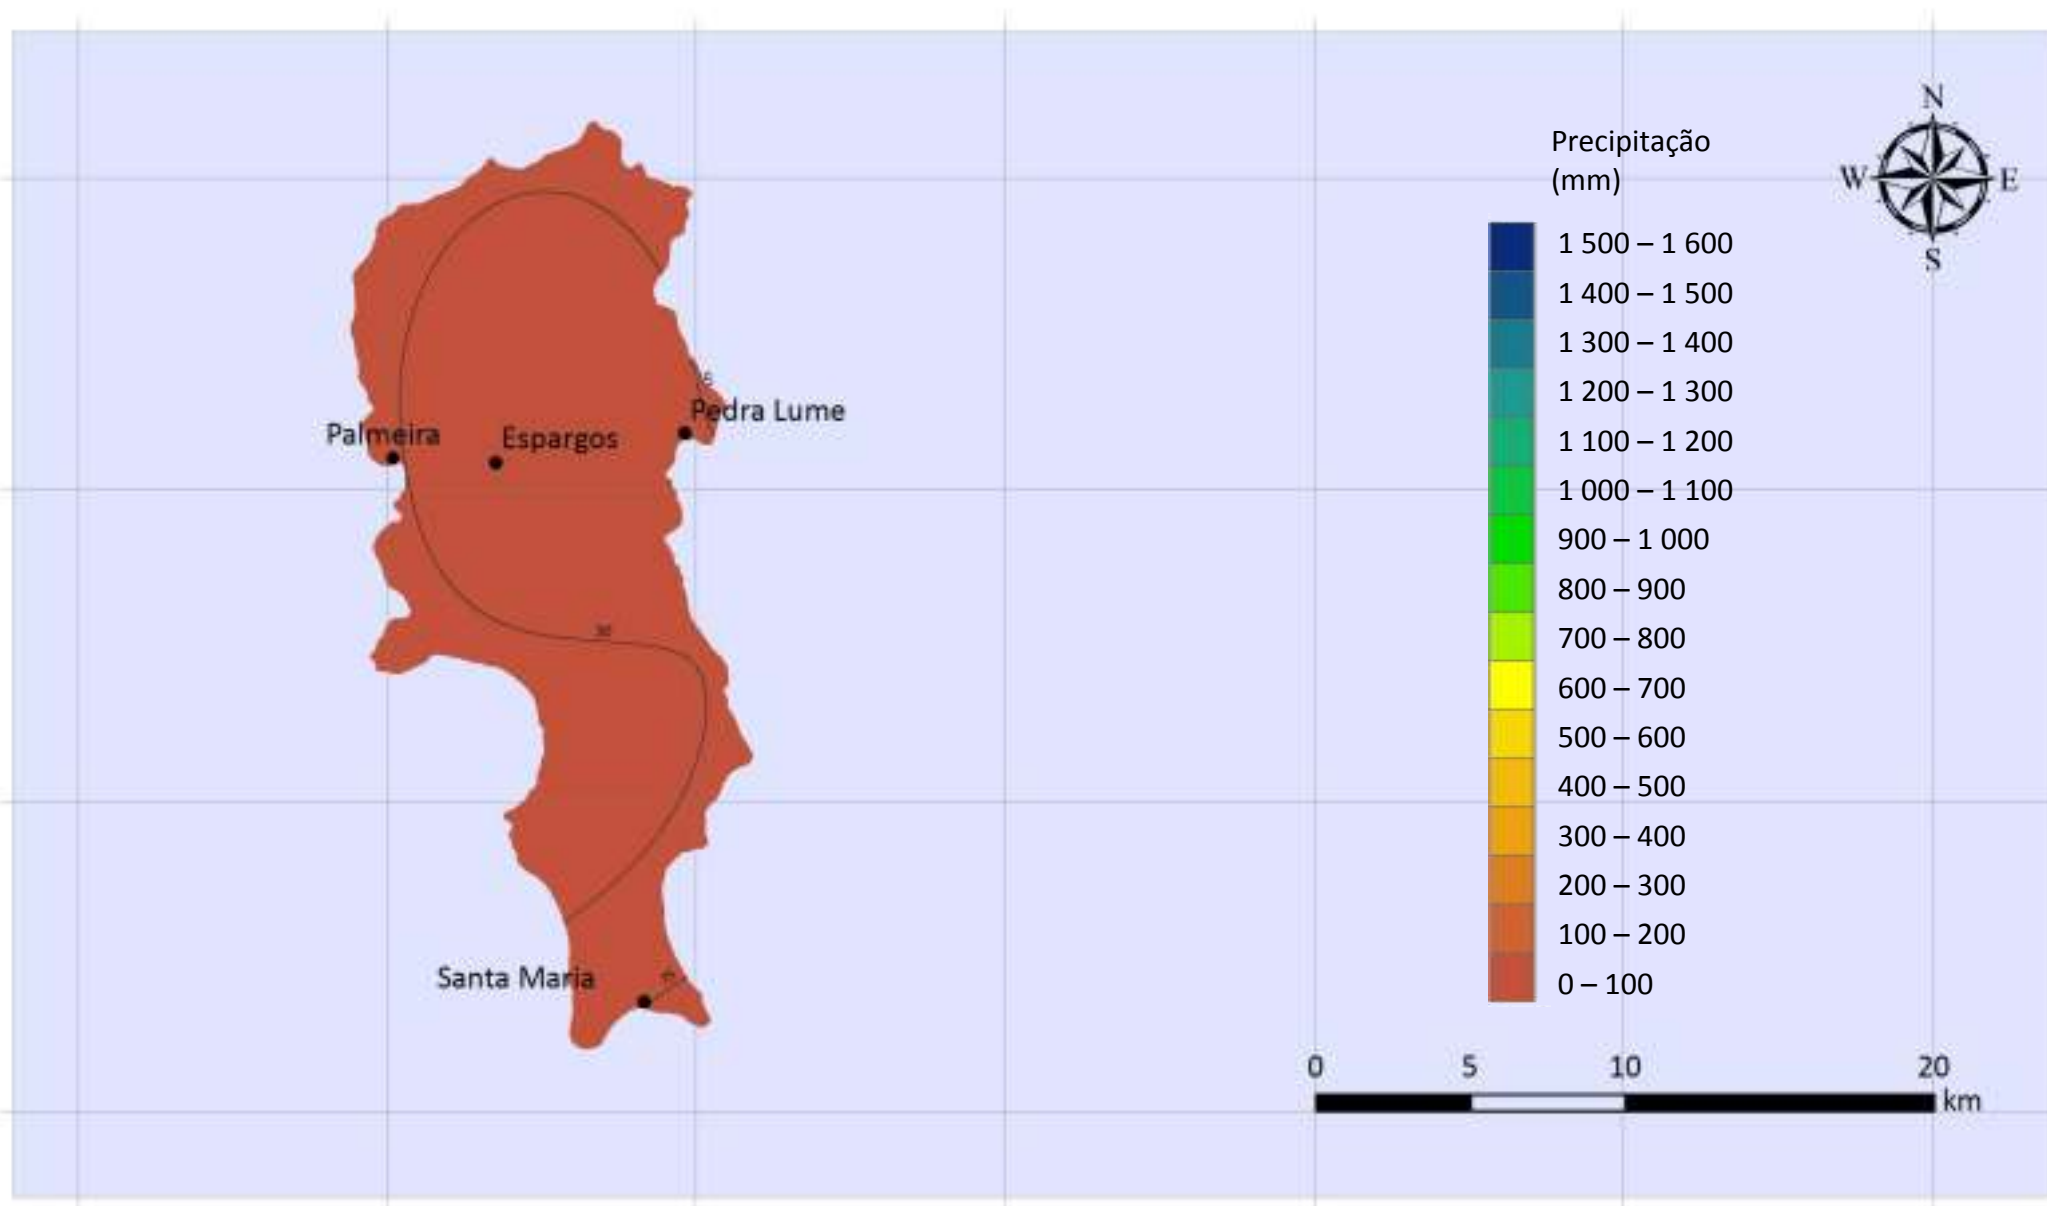 N
W
E
S
Precipitação
(mm)
1 500 – 1 600
1 400 – 1 500
1 300 – 1 400
1 200 – 1 300
1 100 – 1 200
1 000 – 1 100
900 – 1 000
800 – 900
700 – 800
600 – 700
500 – 600
400 – 500
300 – 400
200 – 300
100 – 200
0 – 100
Pedra Lume
Palmeira
Espargos
Santa Maria
0 5 10 20
km